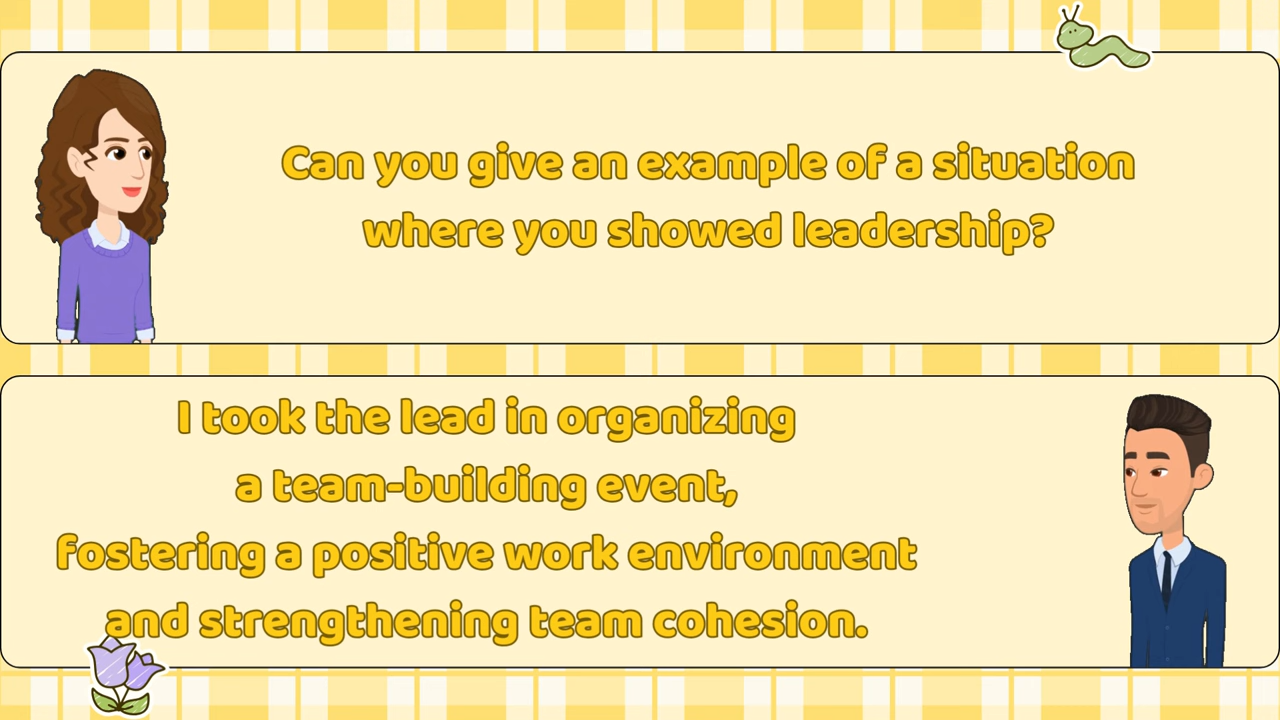 Can you give an example of a situation
where you showed leadership?
I took the lead in organizing
a team-building event,
fostering a positive work environment
and strengthening team cohesion.